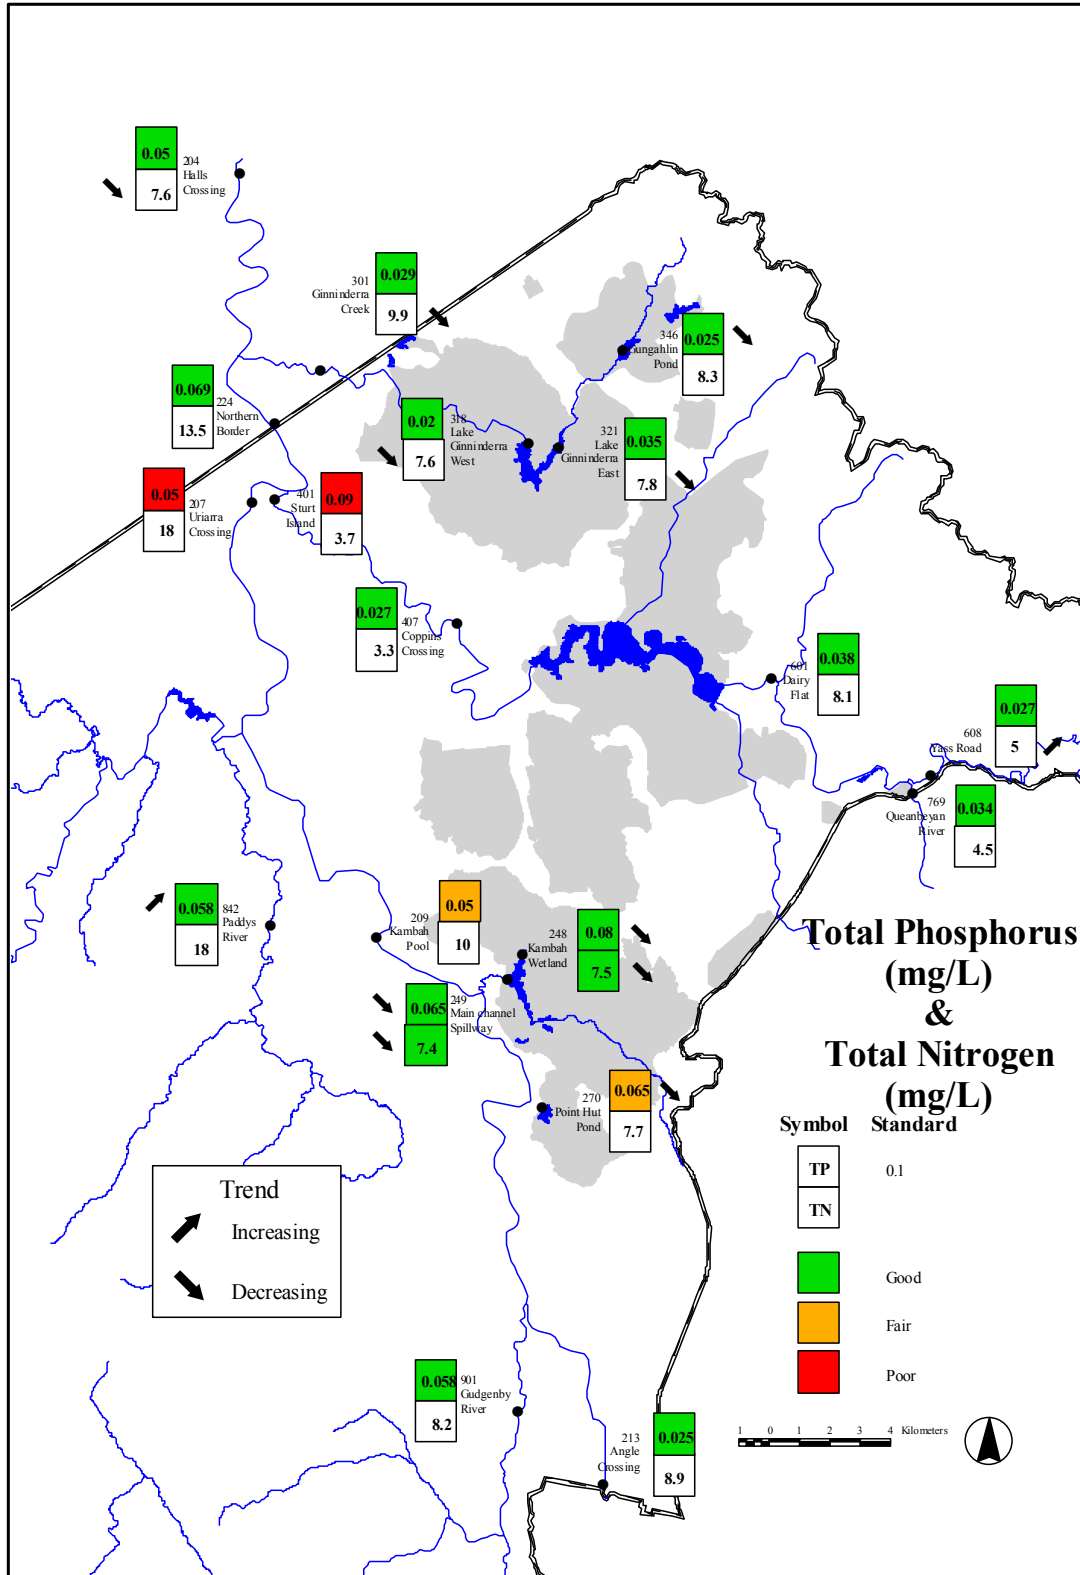 0.05
7.6
204
Halls
Crossing
301
Ginninderra
Creek
0.029
9.9
346
Gungahlin
Pond
0.025
8.3
0.069
13.5
224
Northern
Border
0.02
7.6
318
Lake
Ginninderra
West
321
Lake
Ginninderra
East
0.035
7.8
0.05
18
207
Uriarra
Crossing
401
Sturt
Island
0.09
3.7
0.027
3.3
407
Coppins
Crossing
601
Dairy
Flat
0.038
8.1
608
Yass Road
0.027
5
769
Queanbeyan
River
0.034
4.5
0.058
18
842
Paddys
River
209
Kambah
Pool
0.05
10
248
Kambah
Wetland
0.08
7.5
0.065
7.4
249
Main channel
Spillway
270
Point Hut
Pond
0.065
7.7
Total Phosphorus
(mg/L)
&
Total Nitrogen
(mg/L)
Symbol Standard
TP 0.1
TN
Good
Fair
Poor
Trend
Increasing
Decreasing
0.058
8.2
901
Gudgenby
River
213
Angle
Crossing
0.025
8.9
1 0 1 2 3 4 Kilometers